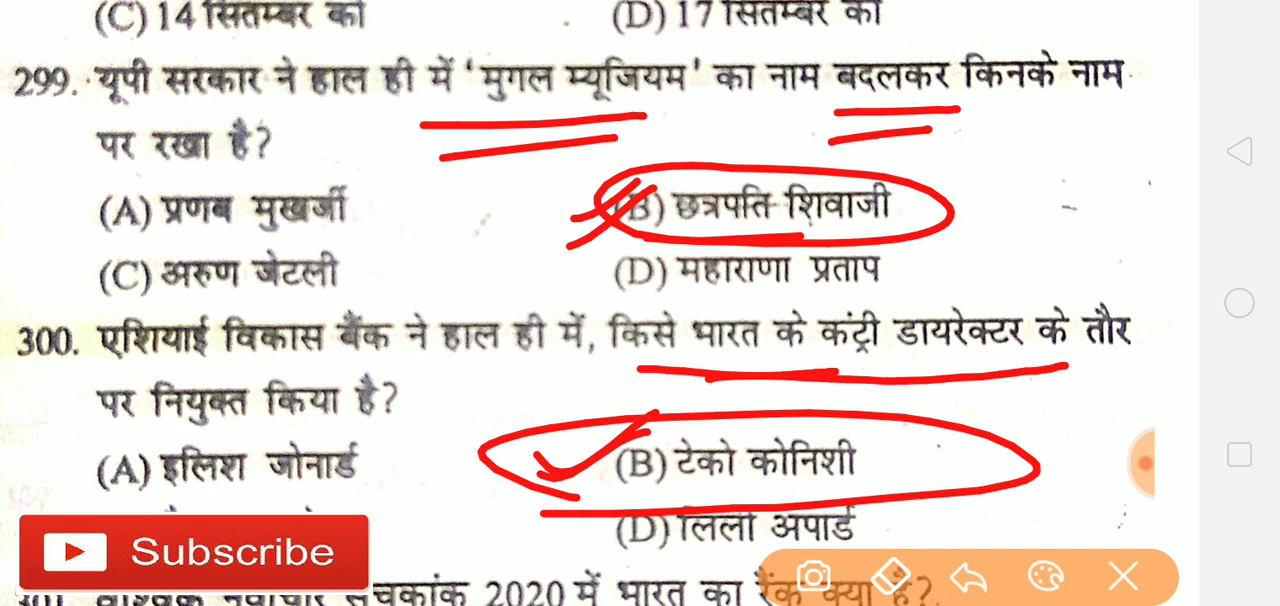 (C) 14 सितम्बर को (D) 17 सितम्बर को
299. यूपी सरकार ने हाल ही में 'मुगल म्यूजियम' का नाम बदलकर किनके नाम
पर रखा है?
(A) प्रणब मुखर्जी (B) छत्रपति शिवाजी
(C) अरुण जेटली (D) महाराणा प्रताप
300. एशियाई विकास बैंक ने हाल ही में, किसे भारत के कंट्री डायरेक्टर के तौर
पर नियुक्त किया है?
(A) इलिश जोनार्ड (B) टेको कोनिशी
(D) लिली अपार्ड
Subscribe
2020 में भारत का रैंक क्या है?